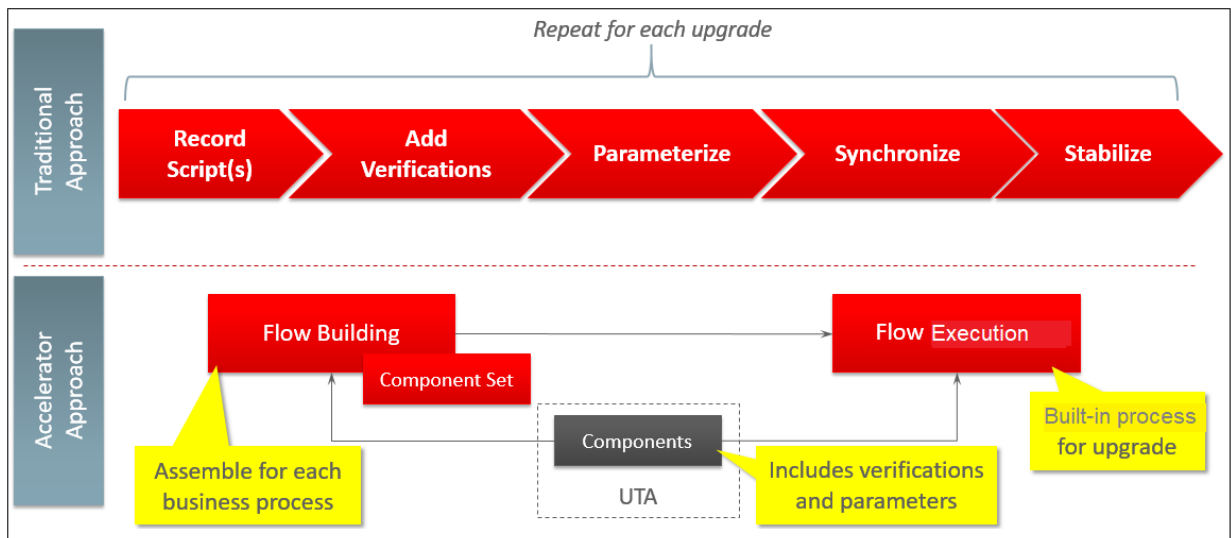 Repeat for each upgrade
Traditional
Approach
Record
Script(s)
Add
Verifications
Parameterize
Synchronize
Stabilize
Accelerator
Approach
Flow Building
Component Set
Flow Execution
Components
UTA
Assemble for each
business process
Includes verifications
and parameters
Built-in process
for upgrade